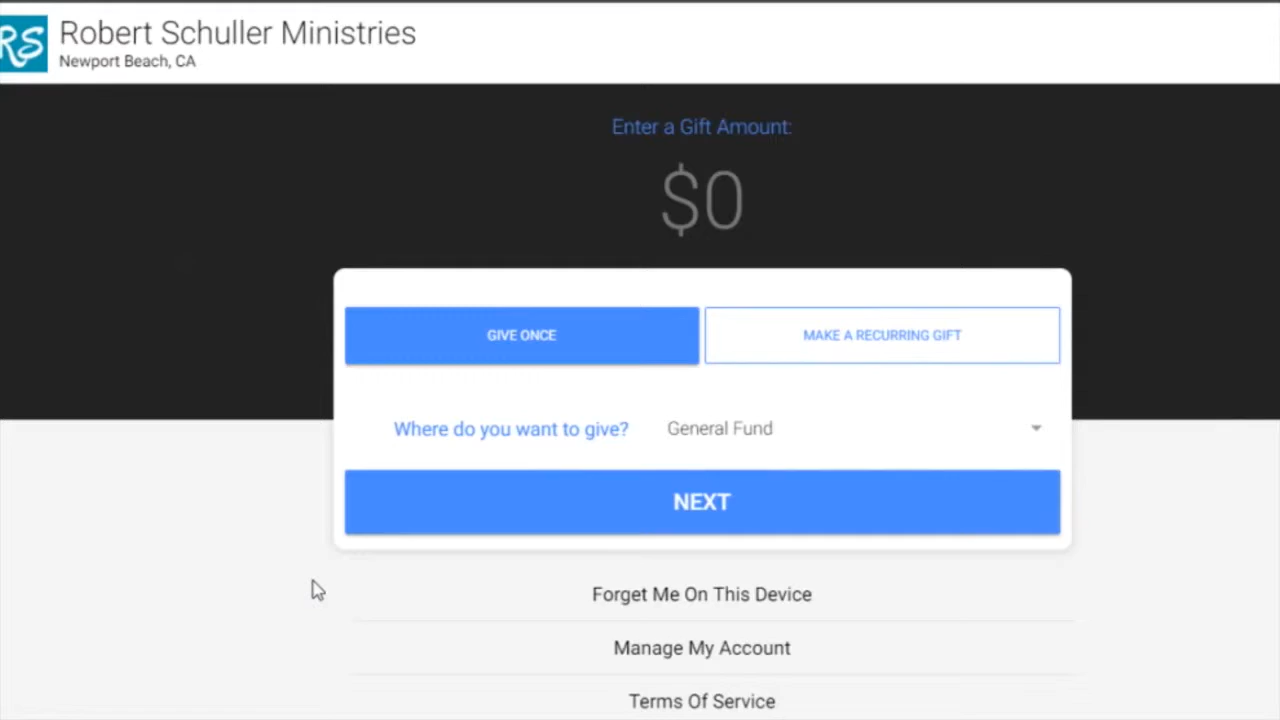 RS
Robert Schuller Ministries
Newport Beach, CA
Enter a Gift Amount:
$0
GIVE ONCE
MAKE A RECURRING GIFT
Where do you want to give?
General Fund
NEXT
Forget Me On This Device
Manage My Account
Terms Of Service